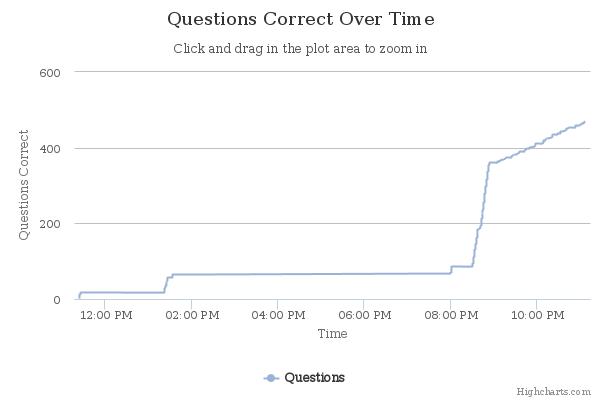 Questions Correct Over Time
Click and drag in the plot area to zoom in
600
400
200
0
Questions Correct
12:00 PM 02:00 PM 04:00 PM 06:00 PM 08:00 PM 10:00 PM
Time
Questions
Highcharts.com